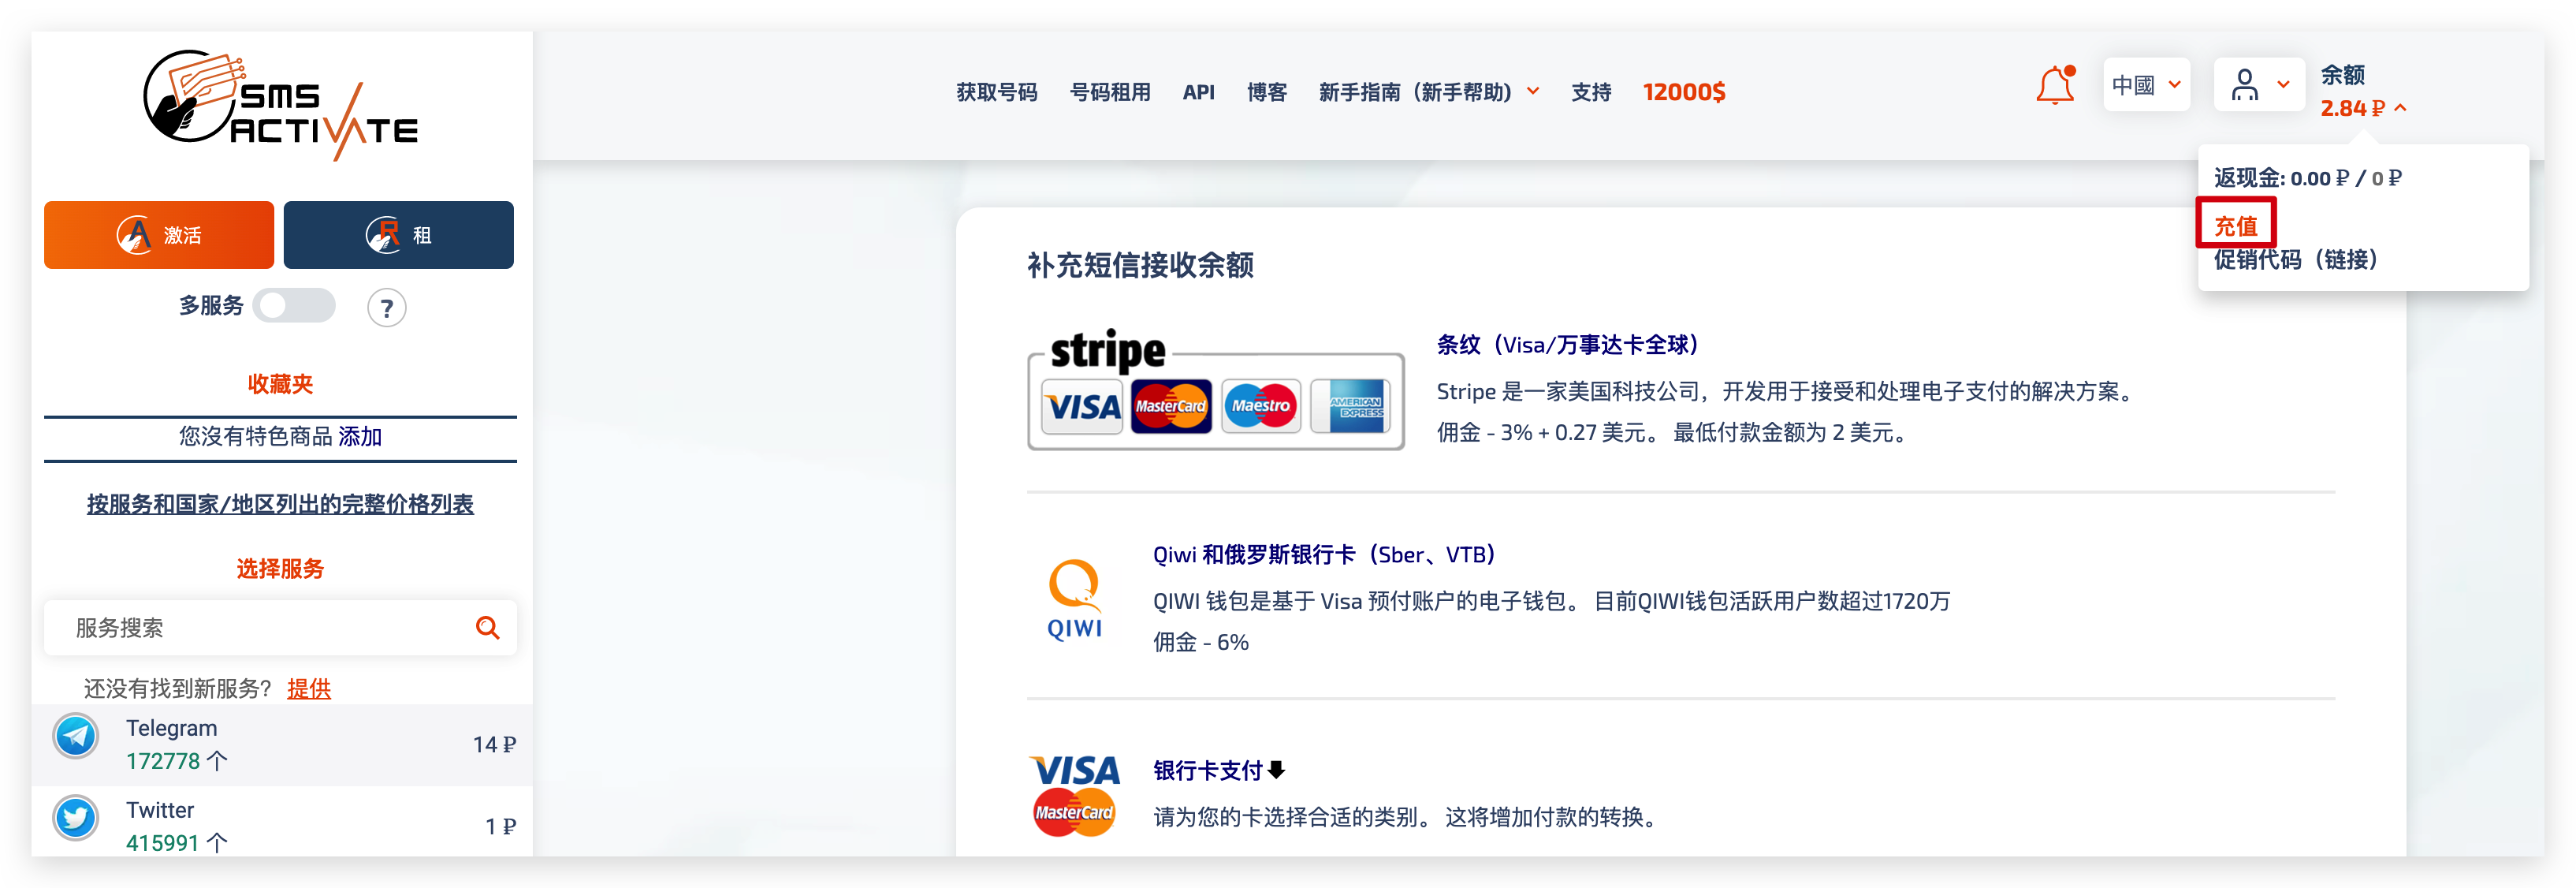 SMS
ACTIVATE
获取号码
号码租用
API
博客
新手指南（新手帮助）
支持
12000$
中國
余额
2.84 ₽
返现金: 0.00 ₽ / 0 ₽
充值
促销代码（链接）
A 激活
R 租
多服务
?
收藏夹
您沒有特色商品 添加
按服务和国家/地区列出的完整价格列表
选择服务
服务搜索
还没有找到新服务? 提供
Telegram
172778 个
14 ₽
Twitter
415991 个
1 ₽
补充短信接收余额
stripe
VISA MasterCard Maestro AMERICAN EXPRESS
条纹（Visa/万事达卡全球）
Stripe 是一家美国科技公司，开发用于接受和处理电子支付的解决方案。
佣金 - 3% + 0.27 美元。 最低付款金额为 2 美元。
QIWI
Qiwi 和俄罗斯银行卡（Sber、VTB）
QIWI 钱包是基于 Visa 预付账户的电子钱包。 目前QIWI钱包活跃用户数超过1720万
佣金 - 6%
VISA
MasterCard
银行卡支付
请为您的卡选择合适的类别。 这将增加付款的转换。